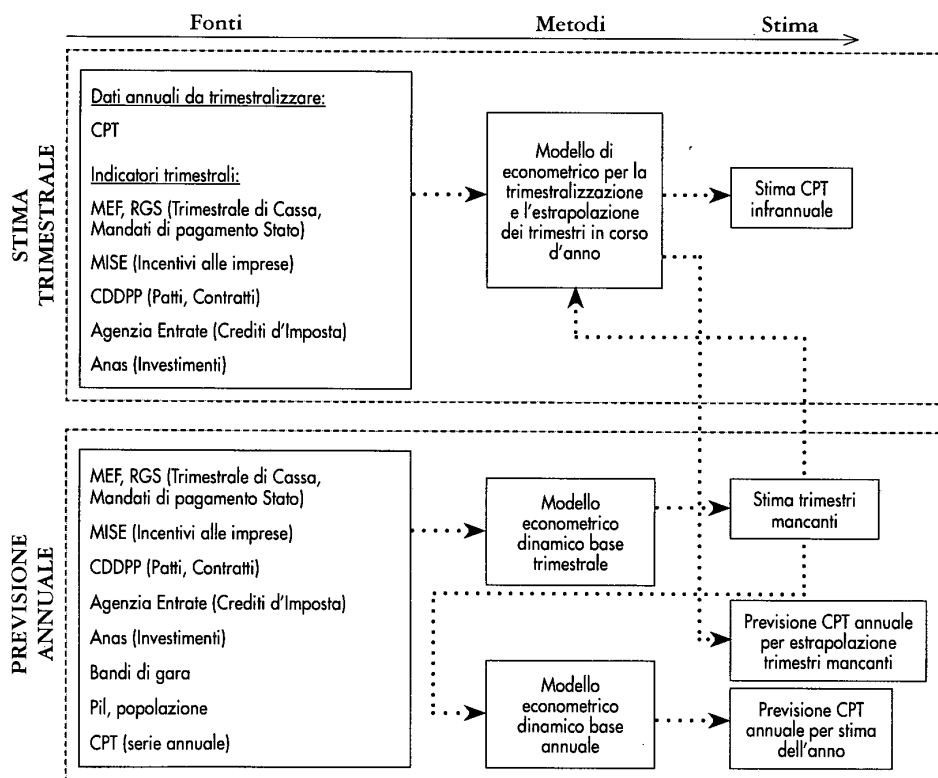 Fonti
Metodi
Stima
STIMA
TRIMESTRALE
Dati annuali da trimestralizzare:
CPT
Indicatori trimestrali:
MEF, RGS (Trimestrale di Cassa,
Mandati di pagamento Stato)
MISE (Incentivi alle imprese)
CDDPP (Patti, Contratti)
Agenzia Entrate (Crediti d'Imposta)
Anas (Investimenti)
Modello di
econometrico per la
trimestralizzazione
e l'estrapolazione
dei trimestri in corso
d'anno
Stima CPT
infrannuale
PREVISIONE
ANNUALE
MEF, RGS (Trimestrale di Cassa,
Mandati di pagamento Stato)
MISE (Incentivi alle imprese)
CDDPP (Patti, Contratti)
Agenzia Entrate (Crediti d'Imposta)
Anas (Investimenti)
Bandi di gara
Pil, popolazione
CPT (serie annuale)
Modello
econometrico
dinamico base
trimestrale
Stima trimestri
mancanti
Previsione CPT annuale
per estrapolazione
trimestri mancanti
Modello
econometrico
dinamico base
annuale
Previsione CPT
annuale per stima
dell'anno